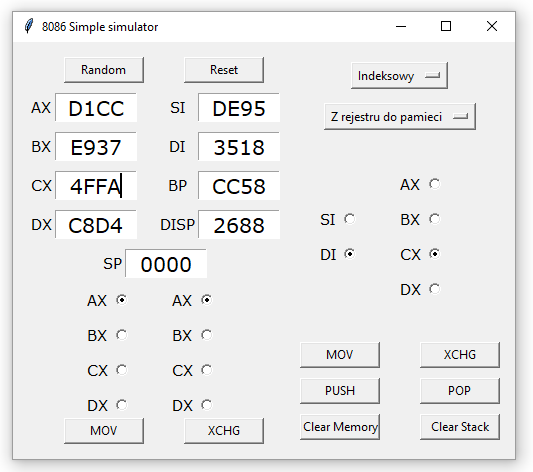 8086 Simple simulator
Random Reset Indeksowy
AX D1CC SI DE95 Z rejestru do pamieci
BX E937 DI 3518
CX 4FFA BP CC58 AX
DX C8D4 DISP 2688 SI BX
SP 0000 DI CX
AX AX DX
BX BX
CX CX MOV XCHG
DX DX PUSH POP
MOV XCHG Clear Memory Clear Stack